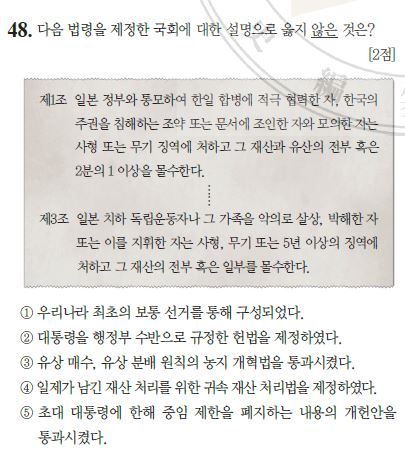 48. 다음 법령을 제정한 국회에 대한 설명으로 옳지 않은 것은?
[2점]
제1조 일본 정부와 통모하여 한일 합병에 적극 협력한 자, 한국의
주권을 침해하는 조약 또는 문서에 조인한 자와 모의한 자는
사형 또는 무기 징역에 처하고 그 재산과 유산의 전부 혹은
2분의 1 이상을 몰수한다.
⋮
제3조 일본 치하 독립운동자나 그 가족을 악의로 살상, 박해한 자
또는 이를 지휘한 자는 사형, 무기 또는 5년 이상의 징역에
처하고 그 재산의 전부 혹은 일부를 몰수한다.
① 우리나라 최초의 보통 선거를 통해 구성되었다.
② 대통령을 행정부 수반으로 규정한 헌법을 제정하였다.
③ 유상 매수, 유상 분배 원칙의 농지 개혁법을 통과시켰다.
④ 일제가 남긴 재산 처리를 위한 귀속 재산 처리법을 제정하였다.
⑤ 초대 대통령에 한해 중임 제한을 폐지하는 내용의 개헌안을
통과시켰다.